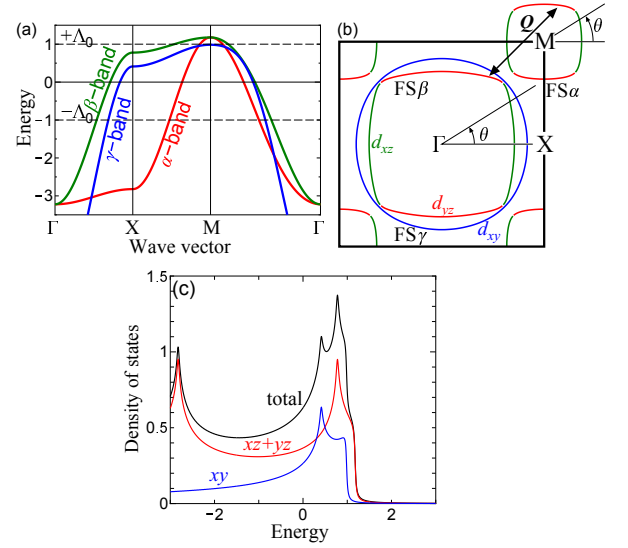 (a)
+Λ0
1
0
−Λ0
−1
−2
−3
Energy
β−band
γ−band
α−band
Γ
X
M
Γ
Wave vector
(b)
Q
M
θ
FSα
FSβ
Γ
θ
X
dxz
dyz
dxy
FSγ
(c)
1.5
1
0.5
0
Density of states
total
xz+yz
xy
−2
0
2
Energy